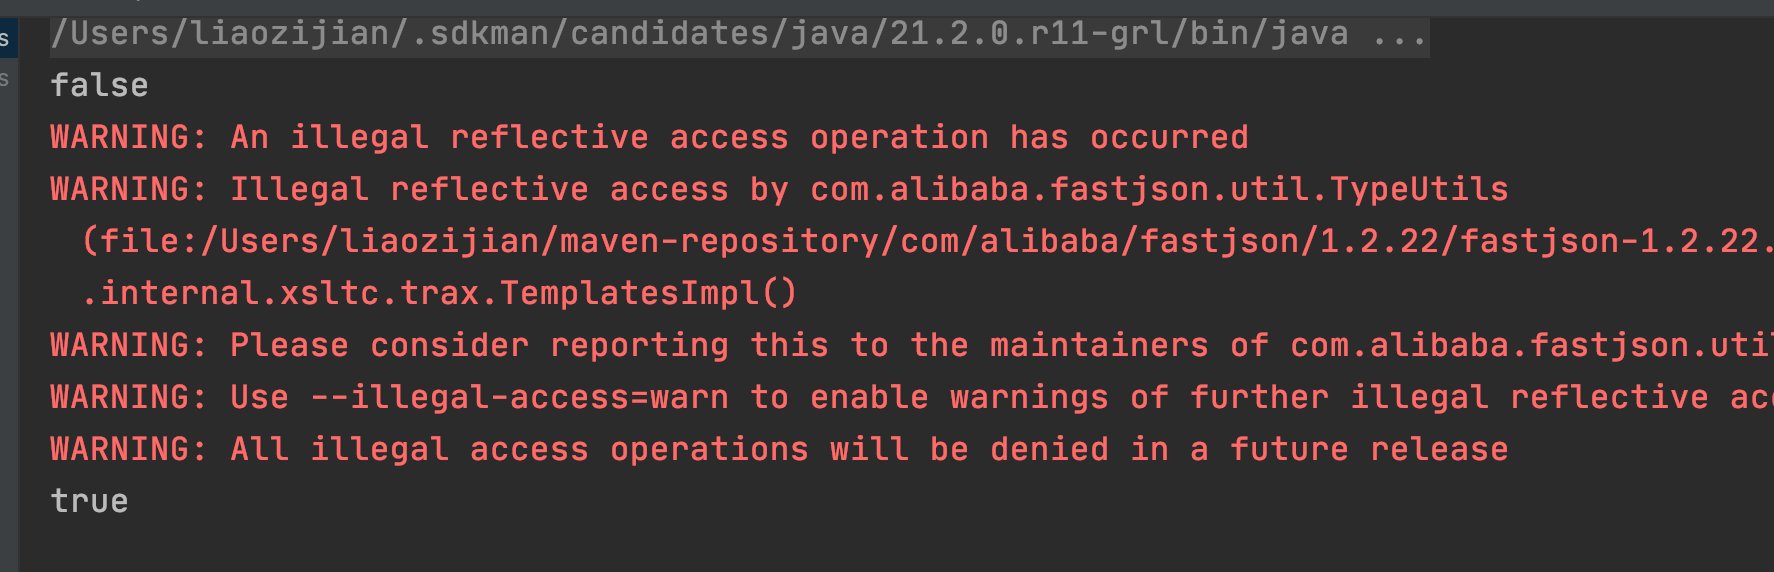 /Users/liaozijian/.sdkman/candidates/java/21.2.0.r11-grl/bin/java ...
false
WARNING: An illegal reflective access operation has occurred
WARNING: Illegal reflective access by com.alibaba.fastjson.util.TypeUtils
(file:/Users/liaozijian/maven-repository/com/alibaba/fastjson/1.2.22/fastjson-1.2.22.
.internal.xsltc.trax.TemplatesImpl()
WARNING: Please consider reporting this to the maintainers of com.alibaba.fastjson.uti
WARNING: Use --illegal-access=warn to enable warnings of further illegal reflective acc
WARNING: All illegal access operations will be denied in a future release
true